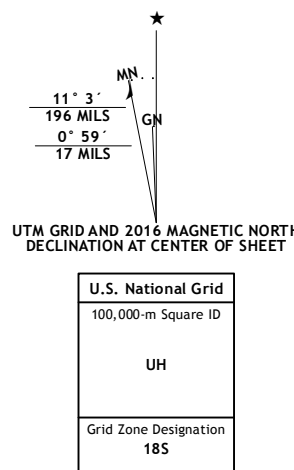 ★
MN
11° 3´
196 MILS
GN
0° 59´
17 MILS
UTM GRID AND 2016 MAGNETIC NORTH
DECLINATION AT CENTER OF SHEET
U.S. National Grid
100,000-m Square ID
UH
Grid Zone Designation
18S